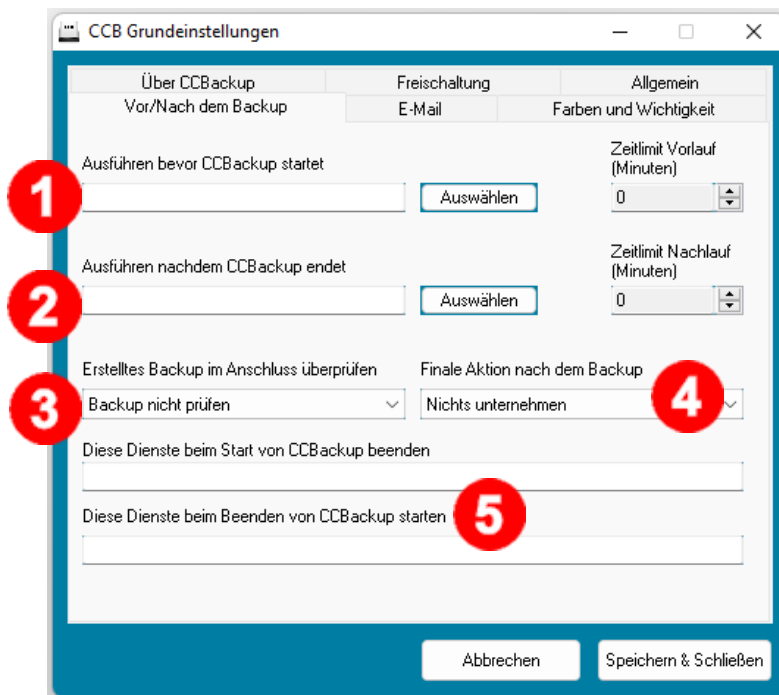 CCB Grundeinstellungen
Über CCBackup
Freischaltung
Allgemein
Vor/Nach dem Backup
E-Mail
Farben und Wichtigkeit
Ausführen bevor CCBackup startet
Zeitlimit Vorlauf
(Minuten)
1
Auswählen
0
Ausführen nachdem CCBackup endet
Zeitlimit Nachlauf
(Minuten)
2
Auswählen
0
Erstelltes Backup im Anschluss überprüfen
Finale Aktion nach dem Backup
3
Backup nicht prüfen
Nichts unternehmen
4
Diese Dienste beim Start von CCBackup beenden
Diese Dienste beim Beenden von CCBackup starten
5
Abbrechen
Speichern & Schließen